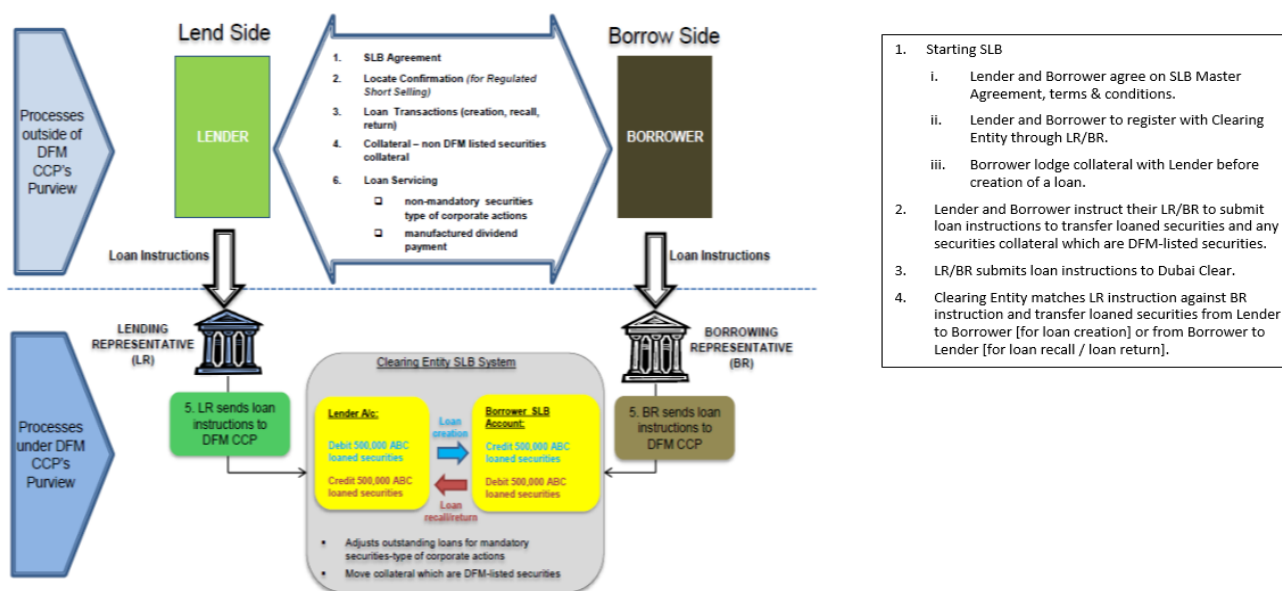 Lend Side
Borrow Side
Processes
outside of
DFM
CCP's
Purview
LENDER
1. SLB Agreement
2. Locate Confirmation (for Regulated
Short Selling)
3. Loan Transactions (creation, recall,
return)
4. Collateral – non DFM listed securities
collateral
6. Loan Servicing
❑ non-mandatory securities
type of corporate actions
❑ manufactured dividend
payment
BORROWER
Loan Instructions
Loan Instructions
Processes
under DFM
CCP's
Purview
LENDING
REPRESENTATIVE
(LR)
BORROWING
REPRESENTATIVE
(BR)
5. LR sends loan
instructions to
DFM CCP
Clearing Entity SLB System
Lender A/c:
Debit 500,000 ABC
loaned securities
Credit 500,000 ABC
loaned securities
Loan
creation
Loan
recall/return
Borrower SLB
Account:
Credit 500,000 ABC
loaned securities
Debit 500,000 ABC
loaned securities
5. BR sends loan
instructions to
DFM CCP
▪ Adjusts outstanding loans for mandatory
securities-type of corporate actions
▪ Move collateral which are DFM-listed securities
1. Starting SLB
i. Lender and Borrower agree on SLB Master
Agreement, terms & conditions.
ii. Lender and Borrower to register with Clearing
Entity through LR/BR.
iii. Borrower lodge collateral with Lender before
creation of a loan.
2. Lender and Borrower instruct their LR/BR to submit
loan instructions to transfer loaned securities and any
securities collateral which are DFM-listed securities.
3. LR/BR submits loan instructions to Dubai Clear.
4. Clearing Entity matches LR instruction against BR
instruction and transfer loaned securities from Lender
to Borrower [for loan creation] or from Borrower to
Lender [for loan recall / loan return].